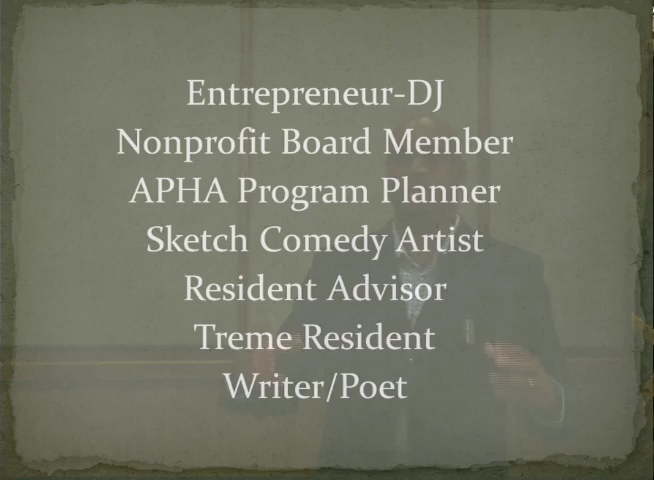 Entrepreneur-DJ
Nonprofit Board Member
APHA Program Planner
Sketch Comedy Artist
Resident Advisor
Treme Resident
Writer/Poet